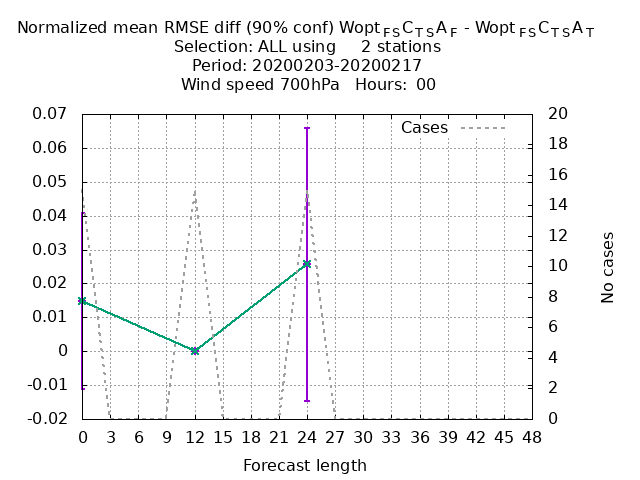 Normalized mean RMSE diff (90% conf) Wopt FS C TS A F - Wopt FS C TS A T
Selection: ALL using 2 stations
Period: 20200203-20200217
Wind speed 700hPa Hours: 00
Cases
0.07
0.06
0.05
0.04
0.03
0.02
0.01
0
-0.01
-0.02
20
18
16
14
12
10
8
6
4
2
0
No cases
0 3 6 9 12 15 18 21 24 27 30 33 36 39 42 45 48
Forecast length